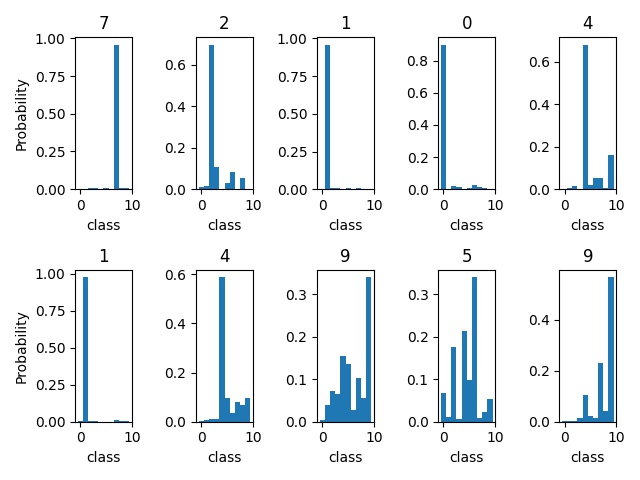 7 2 1 0 4
1.00 0.6 1.00 0.8 0.6
0.75 0.4 0.75 0.6 0.4
0.50 0.2 0.50 0.4 0.2
0.25 0.0 0.25 0.2 0.0
0.00 0.00 0.0
Probability
0 10 0 10 0 10 0 10 0 10
class class class class class
1 4 9 5 9
1.00 0.6 0.3 0.3 0.4
0.75 0.4 0.2 0.2 0.2
0.50 0.2 0.1 0.1 0.0
0.25 0.0 0.0 0.0
0.00
Probability
0 10 0 10 0 10 0 10 0 10
class class class class class